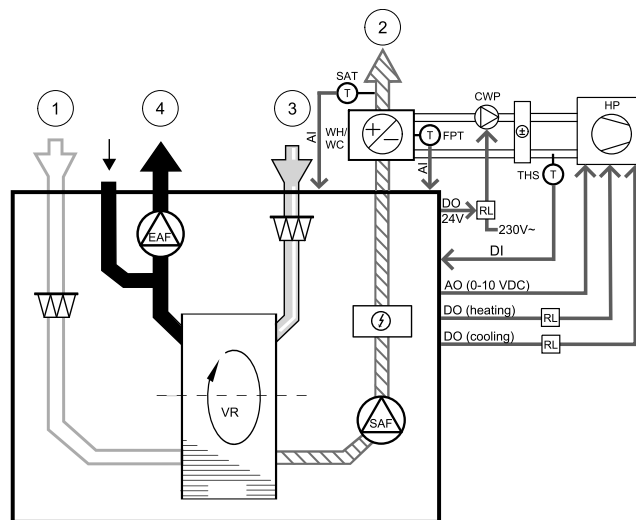 2
SAT
T
CWP
HP
1
4
3
AI
WH/
WC
+
−
T
FPT
±
AI
THS
T
DO
24V
RL
230V~
EAF
DI
AO (0-10 VDC)
DO (heating)
RL
DO (cooling)
RL
VR
SAF